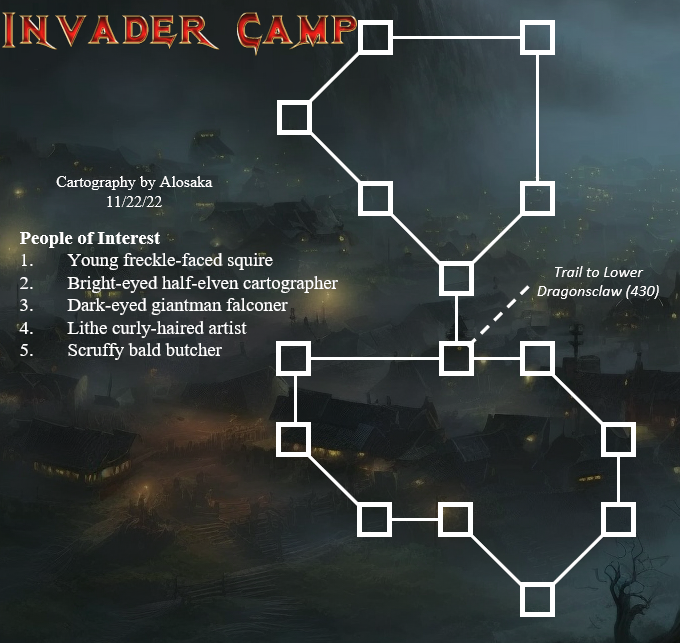 Invader Camp
Cartography by Alosaka
11/22/22
People of Interest
1. Young freckle-faced squire
2. Bright-eyed half-elven cartographer
3. Dark-eyed giantman falconer
4. Lithe curly-haired artist
5. Scruffy bald butcher
Trail to Lower
Dragonsclaw (430)